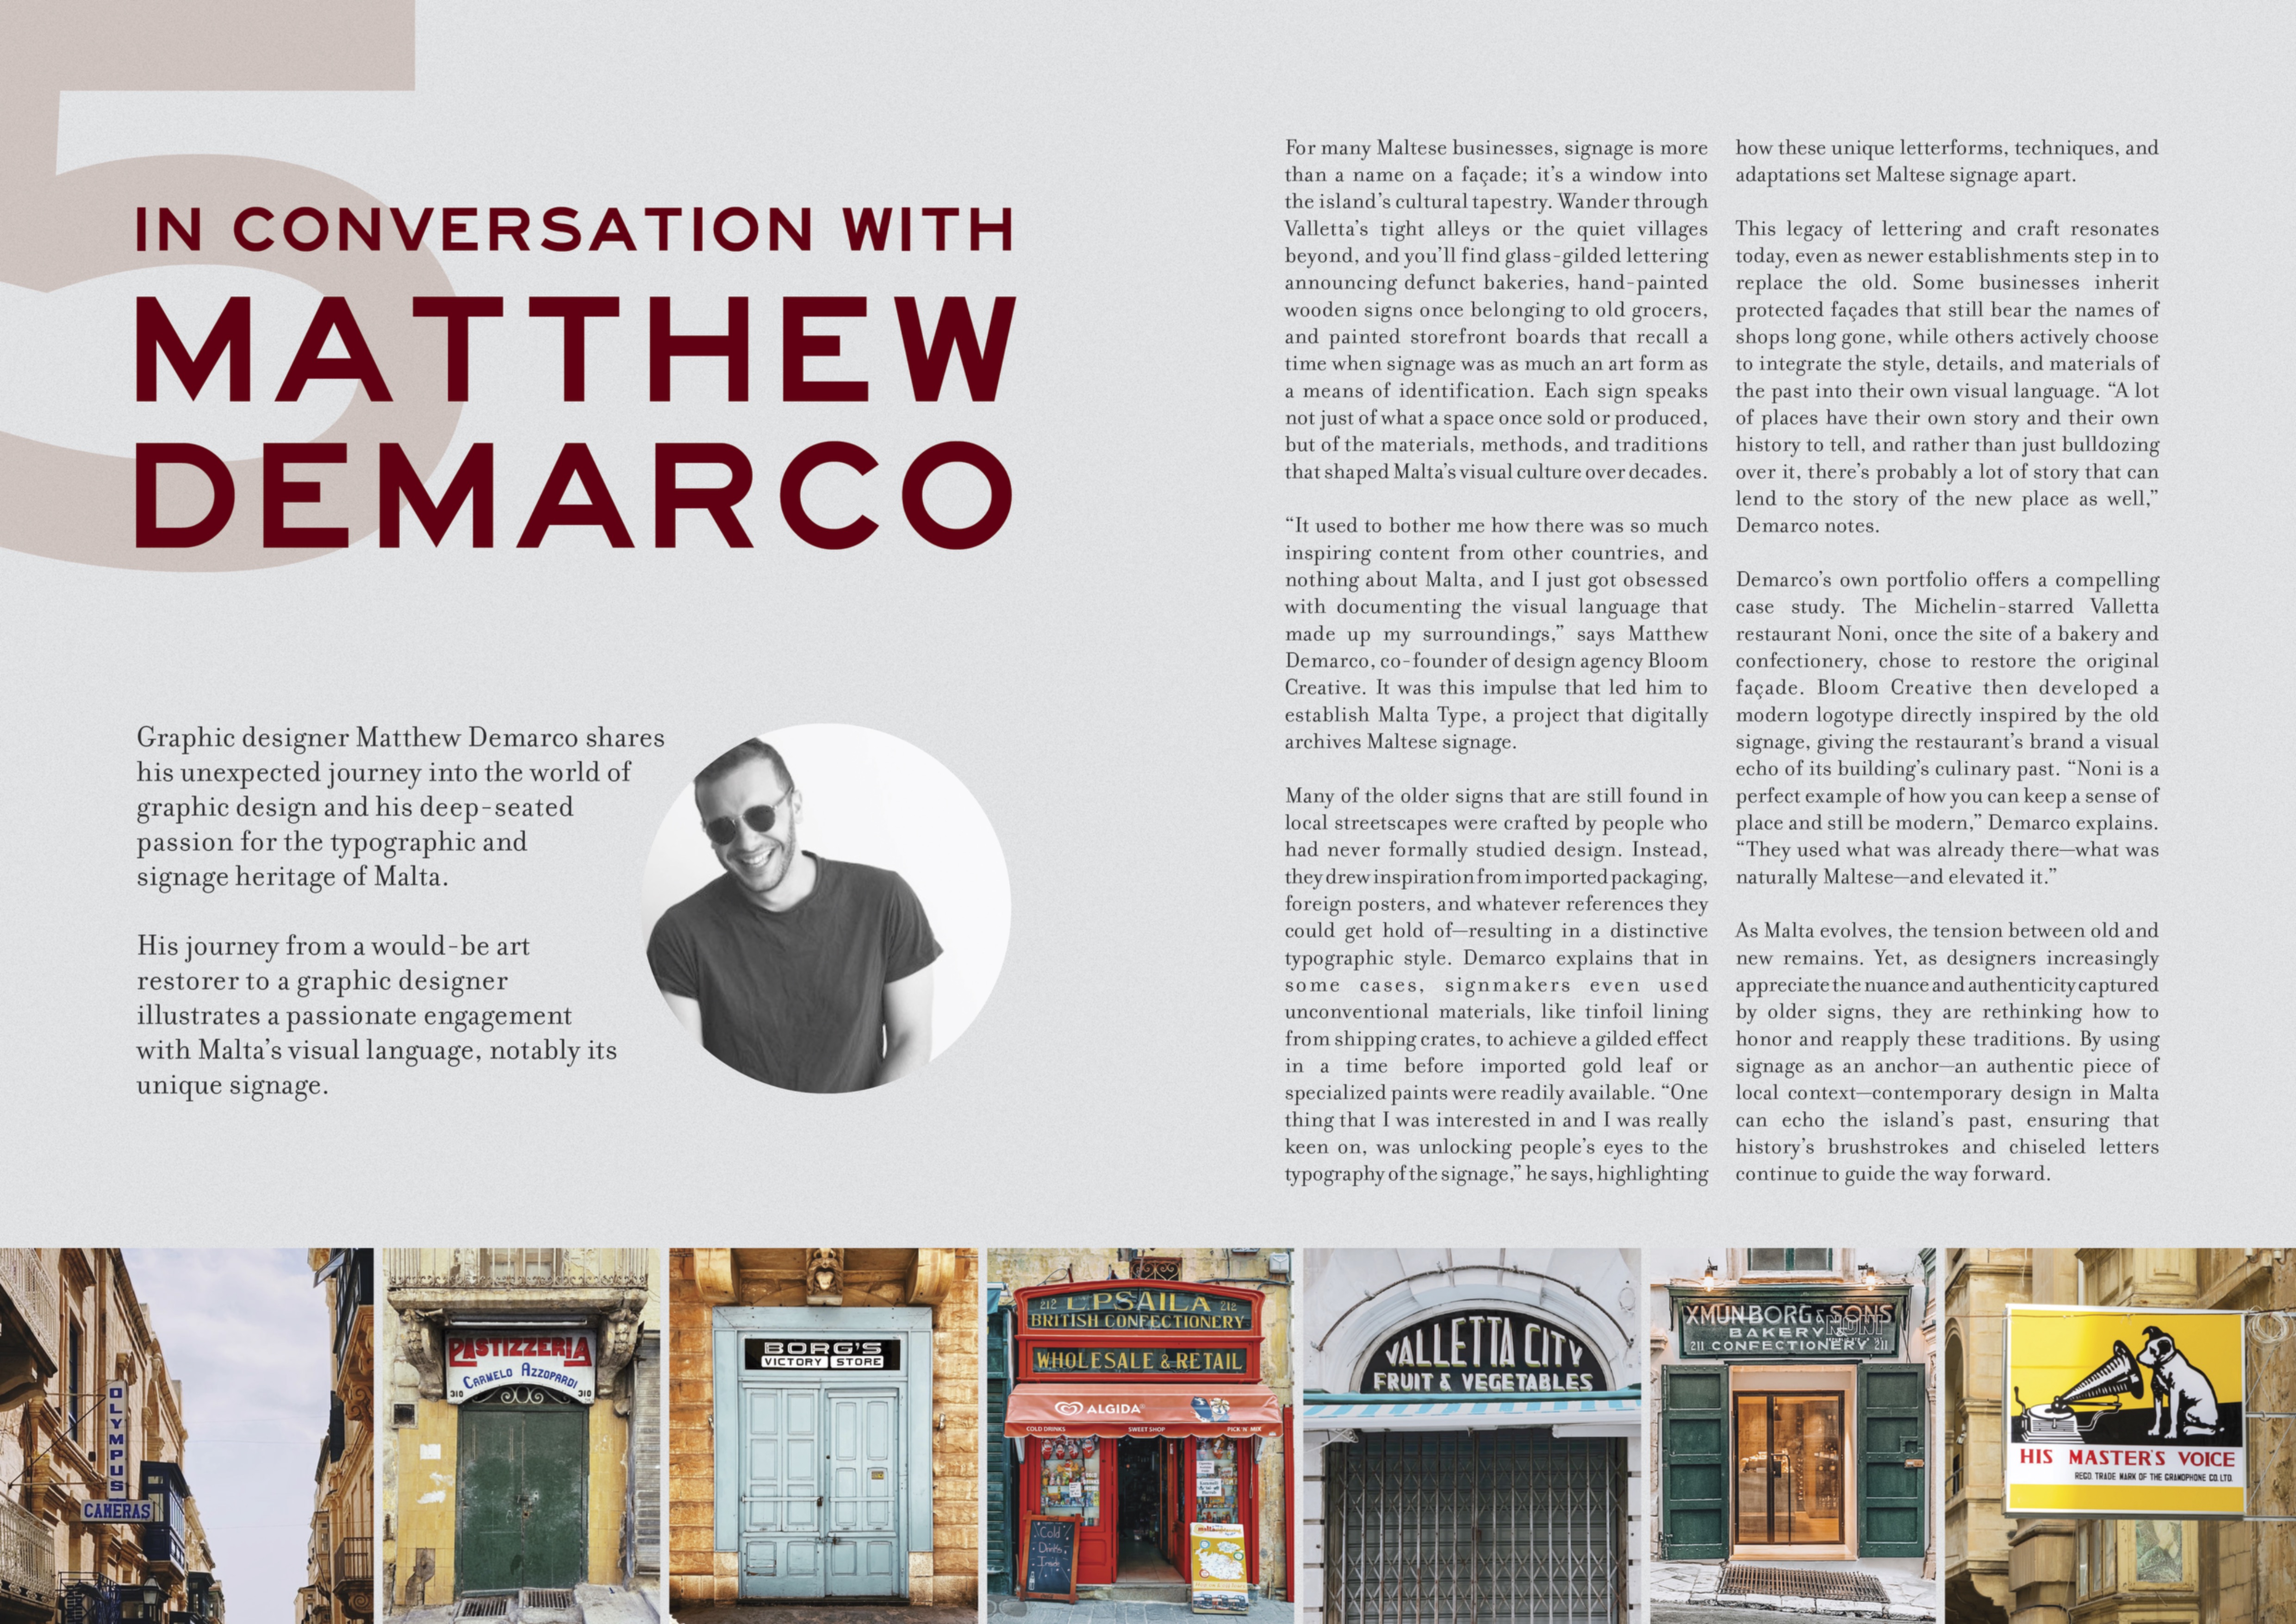 5
IN CONVERSATION WITH
MATTHEW
DEMARCO
Graphic designer Matthew Demarco shares
his unexpected journey into the world of
graphic design and his deep-seated
passion for the typographic and
signage heritage of Malta.
His journey from a would-be art
restorer to a graphic designer
illustrates a passionate engagement
with Malta’s visual language, notably its
unique signage.
For many Maltese businesses, signage is more
than a name on a façade; it’s a window into
the island’s cultural tapestry. Wander through
Valletta’s tight alleys or the quiet villages
beyond, and you’ll find glass-gilded lettering
announcing defunct bakeries, hand-painted
wooden signs once belonging to old grocers,
and painted storefront boards that recall a
time when signage was as much an art form as
a means of identification. Each sign speaks
not just of what a space once sold or produced,
but of the materials, methods, and traditions
that shaped Malta’s visual culture over decades.
“It used to bother me how there was so much
inspiring content from other countries, and
nothing about Malta, and I just got obsessed
with documenting the visual language that
made up my surroundings,” says Matthew
Demarco, co-founder of design agency Bloom
Creative. It was this impulse that led him to
establish Malta Type, a project that digitally
archives Maltese signage.
Many of the older signs that are still found in
local streetscapes were crafted by people who
had never formally studied design. Instead,
they drew inspiration from imported packaging,
foreign posters, and whatever references they
could get hold of—resulting in a distinctive
typographic style. Demarco explains that in
some cases, signmakers even used
unconventional materials, like tinfoil lining
from shipping crates, to achieve a gilded effect
in a time before imported gold leaf or
specialized paints were readily available. “One
thing that I was interested in and I was really
keen on, was unlocking people’s eyes to the
typography of the signage,” he says, highlighting
how these unique letterforms, techniques, and
adaptations set Maltese signage apart.
This legacy of lettering and craft resonates
today, even as newer establishments step in to
replace the old. Some businesses inherit
protected façades that still bear the names of
shops long gone, while others actively choose
to integrate the style, details, and materials of
the past into their own visual language. “A lot
of places have their own story and their own
history to tell, and rather than just bulldozing
over it, there’s probably a lot of story that can
lend to the story of the new place as well,”
Demarco notes.
Demarco’s own portfolio offers a compelling
case study. The Michelin-starred Valletta
restaurant Noni, once the site of a bakery and
confectionery, chose to restore the original
façade. Bloom Creative then developed a
modern logotype directly inspired by the old
signage, giving the restaurant’s brand a visual
echo of its building’s culinary past. “Noni is a
perfect example of how you can keep a sense of
place and still be modern,” Demarco explains.
“They used what was already there—what was
naturally Maltese—and elevated it.”
As Malta evolves, the tension between old and
new remains. Yet, as designers increasingly
appreciate the nuance and authenticity captured
by older signs, they are rethinking how to
honor and reapply these traditions. By using
signage as an anchor—an authentic piece of
local context—contemporary design in Malta
can echo the island’s past, ensuring that
history’s brushstrokes and chiseled letters
continue to guide the way forward.
OLYMPUS
CAMERAS
PASTIZZERIA
CARMELO AZZOPARDI
310 310
BORG'S
VICTORY STORE
212 L. PSAILA 212
BRITISH CONFECTIONERY
WHOLESALE & RETAIL
ALGIDA
COLD DRINKS SWEET SHOP PICK 'N' MIX
Cold
Drinks
Inside
VALLETTA CITY
FRUIT & VEGETABLES
XMUNBORG & SONS
BAKERY &
NONI
211 CONFECTIONERY 211
HIS MASTER'S VOICE
REGD. TRADE MARK OF THE GRAMOPHONE CO. LTD.